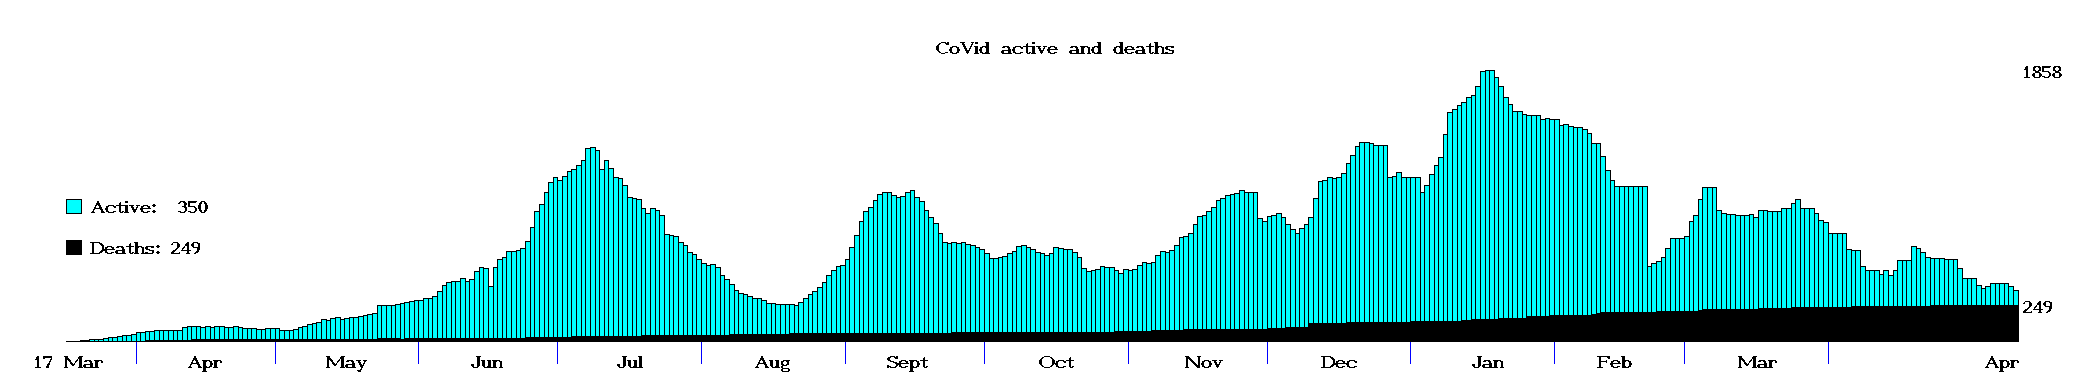 CoVid active and deaths
1858
Active: 350
Deaths: 249
249
17 Mar Apr May Jun Jul Aug Sept Oct Nov Dec Jan Feb Mar Apr